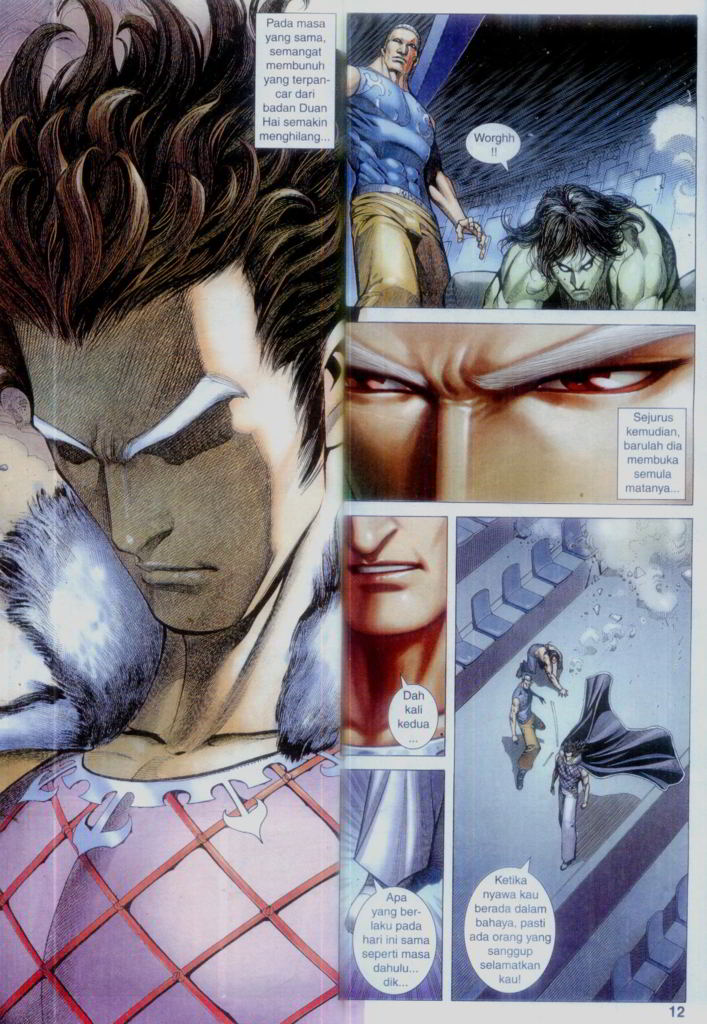 Pada masa
yang sama,
semangat
membunuh
yang terpan-
car dari
badan Duan
Hai semakin
menghilang...
Worghh
!!
Sejurus
kemudian,
barulah dia
membuka
semula
matanya...
Dah
kali
kedua
...
Apa
yang ber-
laku pada
hari ini sama
seperti masa
dahulu...
dik...
Ketika
nyawa kau
berada dalam
bahaya, pasti
ada orang yang
sanggup
selamatkan
kau!
12